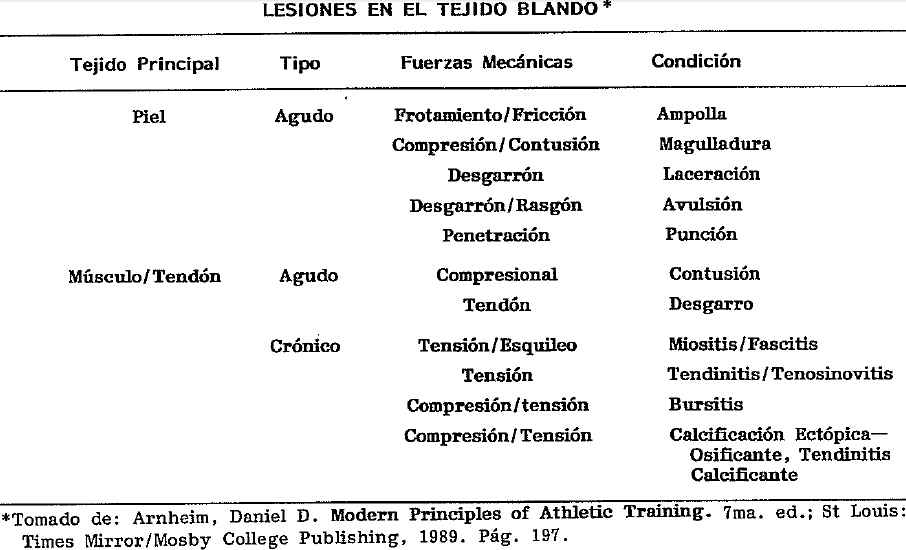 LESIONES EN EL TEJIDO BLANDO*
Tejido Principal Tipo Fuerzas Mecánicas Condición
Piel Agudo Frotamiento/Fricción Ampolla
Compresión/Contusión Magulladura
Desgarrón Laceración
Desgarrón/Rasgón Avulsión
Penetración Punción
Músculo/Tendón Agudo Compresional Contusión
Tendón Desgarro
Crónico Tensión/Esquileo Miositis/Fascitis
Tensión Tendinitis/Tenosinovitis
Compresión/tensión Bursitis
Compresión/Tensión Calcificación Ectópica—
Osificante, Tendinitis
Calcificante
*Tomado de: Arnheim, Daniel D. Modern Principles of Athletic Training. 7ma. ed.; St Louis:
Times Mirror/Mosby College Publishing, 1989. Pág. 197.